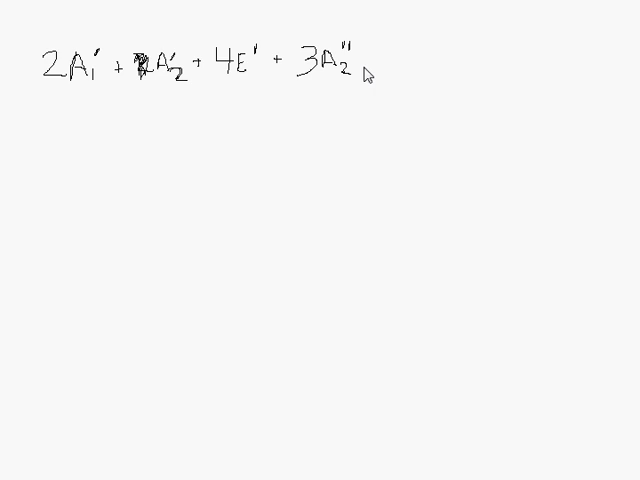 2A₁' + A₂' + 4E' + 3A₂''